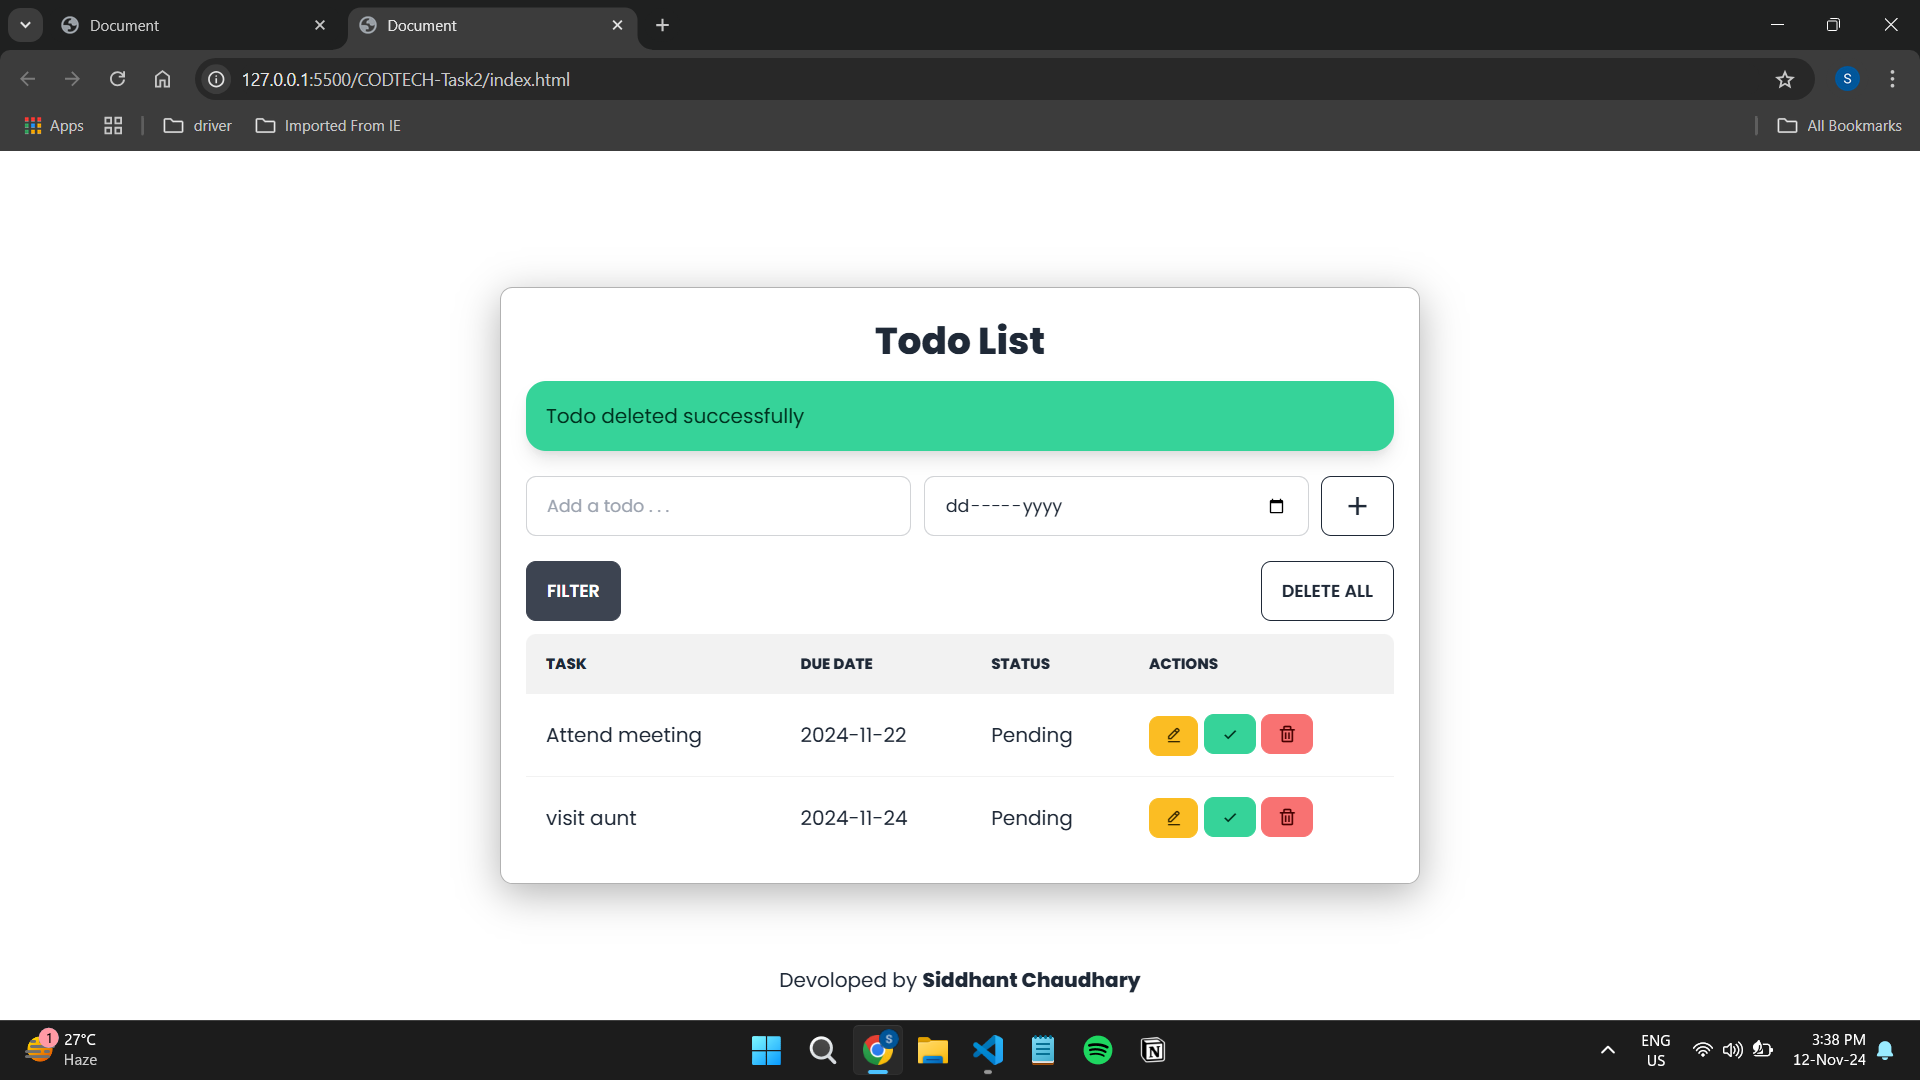 Document
Document
127.0.0.1:5500/CODTECH-Task2/index.html
S
Apps
driver
Imported From IE
All Bookmarks
Todo List
Todo deleted successfully
Add a todo . . .
dd-----yyyy
FILTER
DELETE ALL
TASK DUE DATE STATUS ACTIONS
Attend meeting 2024-11-22 Pending
visit aunt 2024-11-24 Pending
Devoloped by Siddhant Chaudhary
1
27°C
Haze
S
N
ENG
US
3:38 PM
12-Nov-24